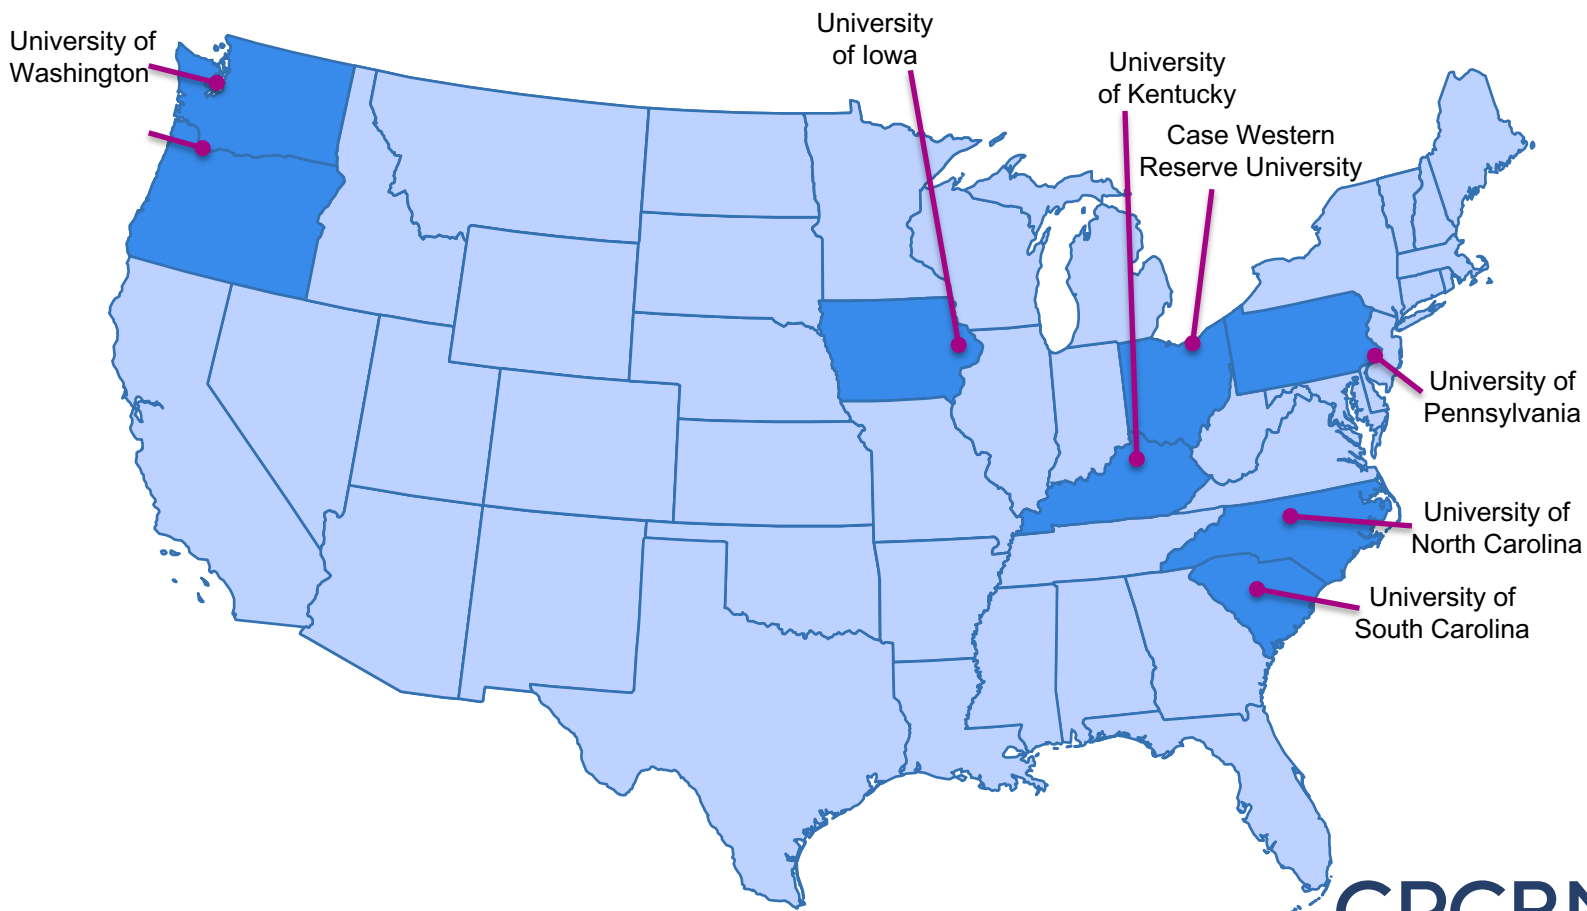 University of
Washington
University
of Iowa
University
of Kentucky
Case Western
Reserve University
University of
Pennsylvania
University of
North Carolina
University of
South Carolina
CPCRN